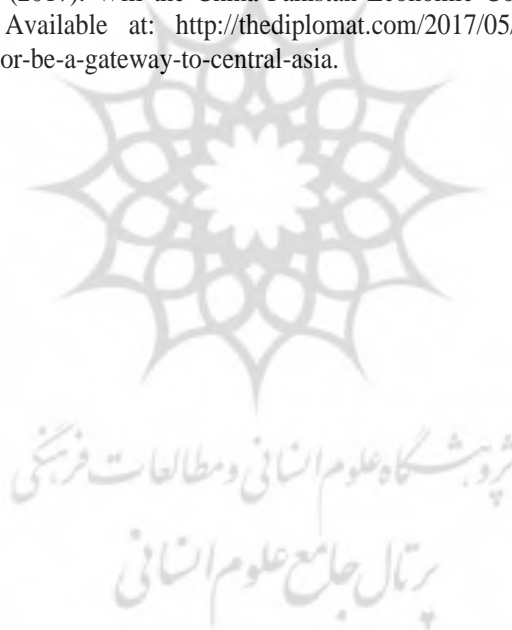 (2017). Will the China-Pakistan Economic Co
Available at: http://thediplomat.com/2017/05/
or-be-a-gateway-to-central-asia.
پژوهشگاه علوم انسانی و مطالعات فرهنگی
پرتال جامع علوم انسانی